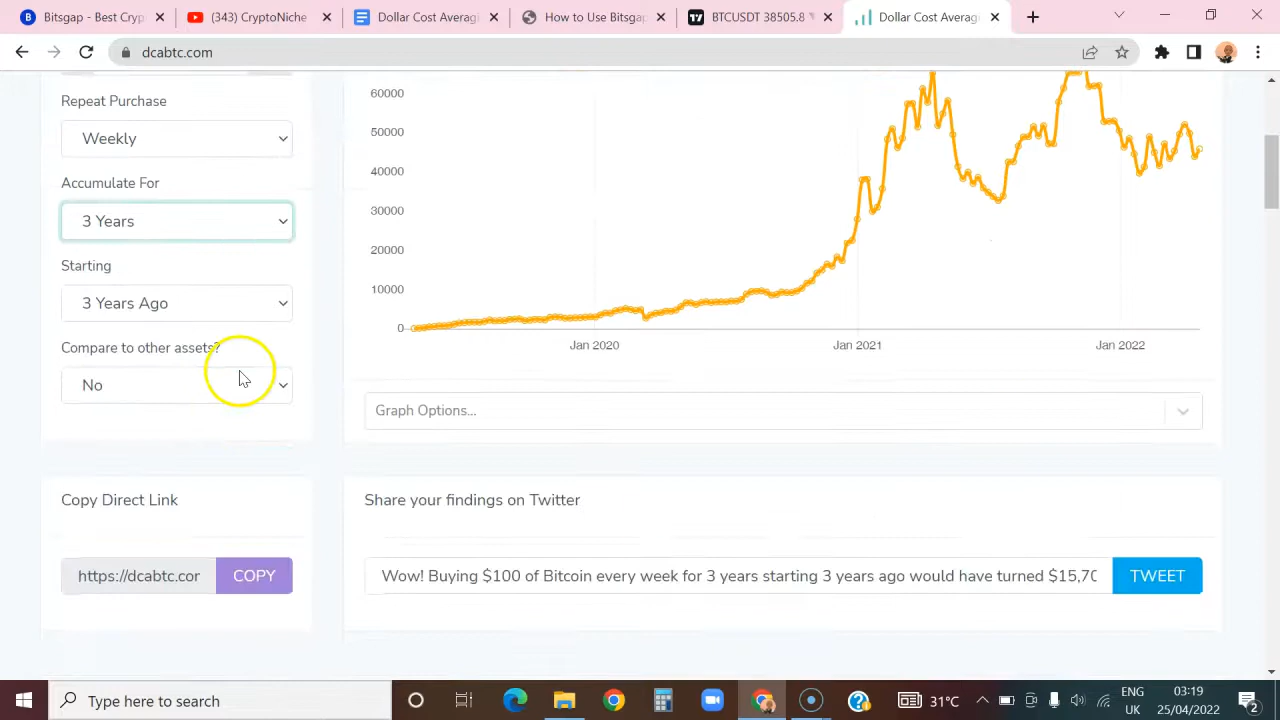 Bitsgap - Best Cryp
(343) CryptoNiche
Dollar Cost Averagi
How to Use Bitsga
BTCUSDT 38505.8
Dollar Cost Averag
dcabtc.com
Repeat Purchase
Weekly
Accumulate For
3 Years
Starting
3 Years Ago
Compare to other assets?
No
60000
50000
40000
30000
20000
10000
0
Jan 2020
Jan 2021
Jan 2022
Graph Options...
Copy Direct Link
https://dcabtc.cor
COPY
Share your findings on Twitter
Wow! Buying $100 of Bitcoin every week for 3 years starting 3 years ago would have turned $15,70
TWEET
Type here to search
31°C
ENG
UK
03:19
25/04/2022
2